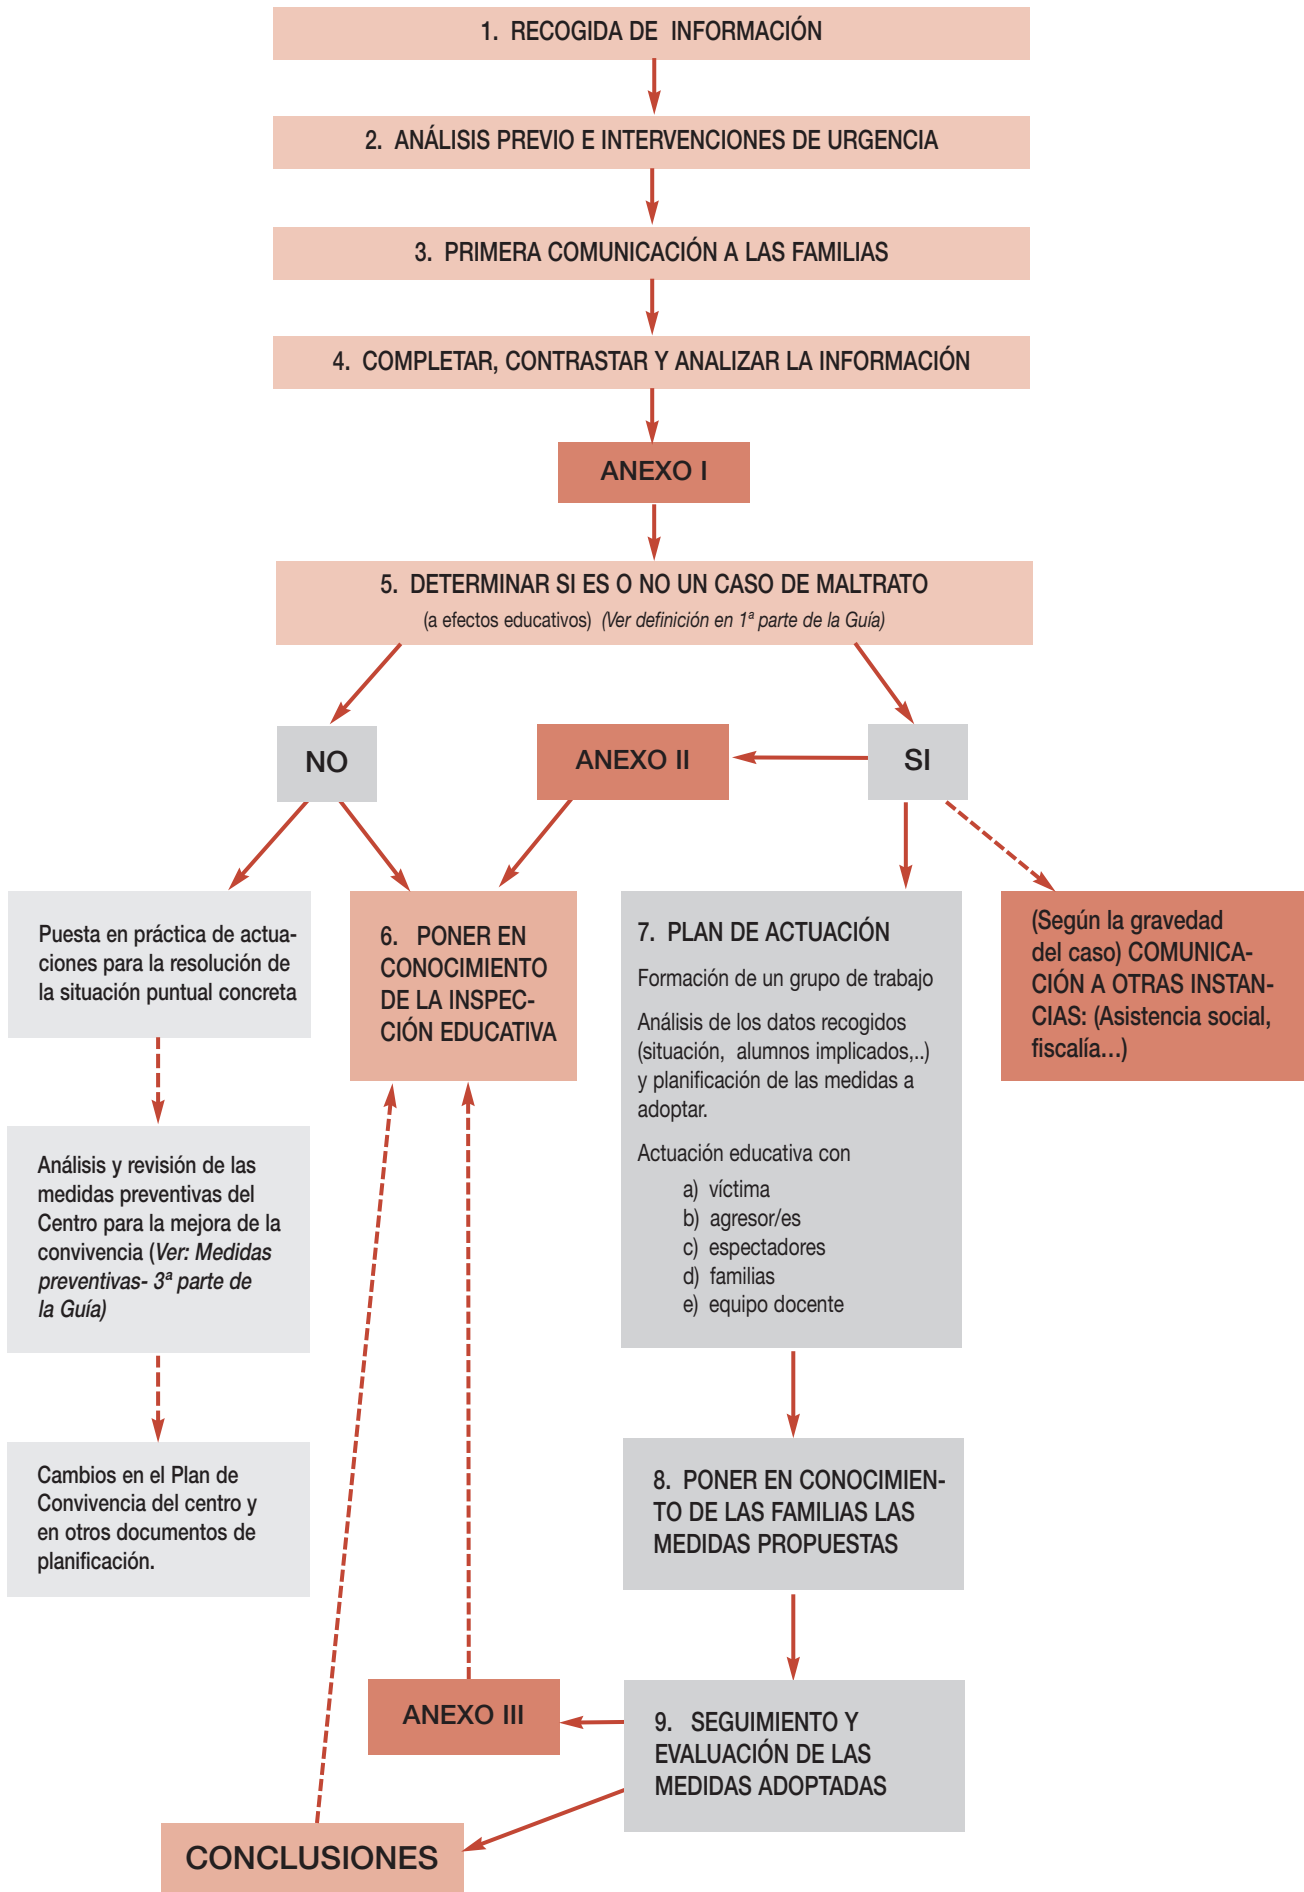 1. RECOGIDA DE INFORMACIÓN
2. ANÁLISIS PREVIO E INTERVENCIONES DE URGENCIA
3. PRIMERA COMUNICACIÓN A LAS FAMILIAS
4. COMPLETAR, CONTRASTAR Y ANALIZAR LA INFORMACIÓN
ANEXO I
5. DETERMINAR SI ES O NO UN CASO DE MALTRATO
(a efectos educativos) (Ver definición en 1ª parte de la Guía)
NO
ANEXO II
SI
Puesta en práctica de actua-
ciones para la resolución de
la situación puntual concreta
6. PONER EN
CONOCIMIENTO
DE LA INSPEC-
CIÓN EDUCATIVA
7. PLAN DE ACTUACIÓN
Formación de un grupo de trabajo
Análisis de los datos recogidos
(situación, alumnos implicados,..)
y planificación de las medidas a
adoptar.
Actuación educativa con
a) víctima
b) agresor/es
c) espectadores
d) familias
e) equipo docente
(Según la gravedad
del caso) COMUNICA-
CIÓN A OTRAS INSTAN-
CIAS: (Asistencia social,
fiscalía...)
Análisis y revisión de las
medidas preventivas del
Centro para la mejora de la
convivencia (Ver: Medidas
preventivas- 3ª parte de
la Guía)
Cambios en el Plan de
Convivencia del centro y
en otros documentos de
planificación.
8. PONER EN CONOCIMIEN-
TO DE LAS FAMILIAS LAS
MEDIDAS PROPUESTAS
ANEXO III
9. SEGUIMIENTO Y
EVALUACIÓN DE LAS
MEDIDAS ADOPTADAS
CONCLUSIONES